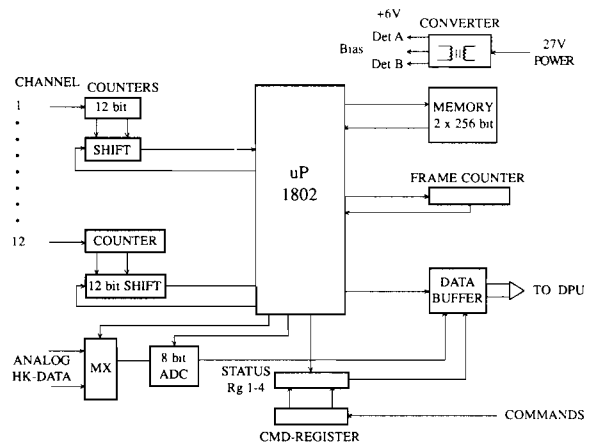 +6V
CONVERTER
Det A
Bias
Det B
27V
POWER
CHANNEL
COUNTERS
1
12 bit
SHIFT
uP
1802
MEMORY
2 x 256 bit
FRAME COUNTER
12
COUNTER
12 bit SHIFT
DATA
BUFFER
TO DPU
ANALOG
HK-DATA
MX
8 bit
ADC
STATUS
Rg 1-4
COMMANDS
CMD-REGISTER